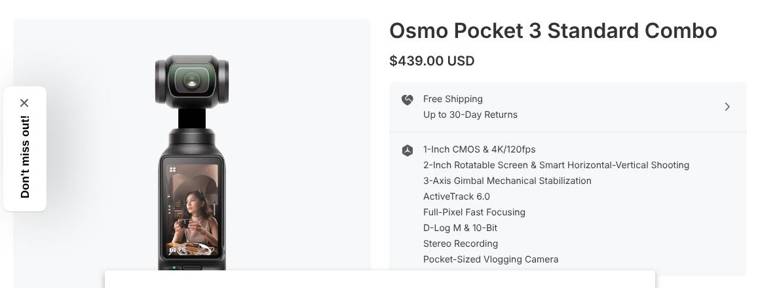 Don't miss out!
Osmo Pocket 3 Standard Combo
$439.00 USD
Free Shipping
Up to 30-Day Returns
1-Inch CMOS & 4K/120fps
2-Inch Rotatable Screen & Smart Horizontal-Vertical Shooting
3-Axis Gimbal Mechanical Stabilization
ActiveTrack 6.0
Full-Pixel Fast Focusing
D-Log M & 10-Bit
Stereo Recording
Pocket-Sized Vlogging Camera